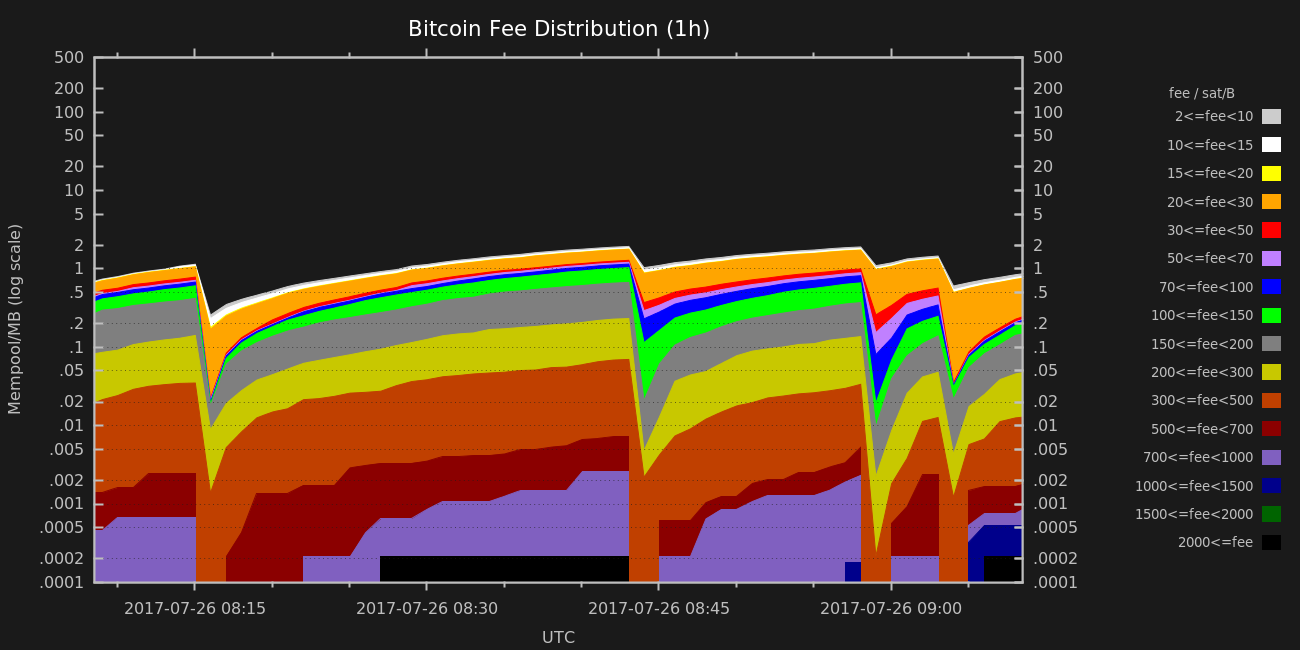 Bitcoin Fee Distribution (1h)
Mempool/MB (log scale)
500
200
100
50
20
10
5
2
1
.5
.2
.1
.05
.02
.01
.005
.002
.001
.0005
.0002
.0001
500
200
100
50
20
10
5
2
1
.5
.2
.1
.05
.02
.01
.005
.002
.001
.0005
.0002
.0001
2017-07-26 08:15
2017-07-26 08:30
2017-07-26 08:45
2017-07-26 09:00
UTC
fee / sat/B
2<=fee<10
10<=fee<15
15<=fee<20
20<=fee<30
30<=fee<50
50<=fee<70
70<=fee<100
100<=fee<150
150<=fee<200
200<=fee<300
300<=fee<500
500<=fee<700
700<=fee<1000
1000<=fee<1500
1500<=fee<2000
2000<=fee